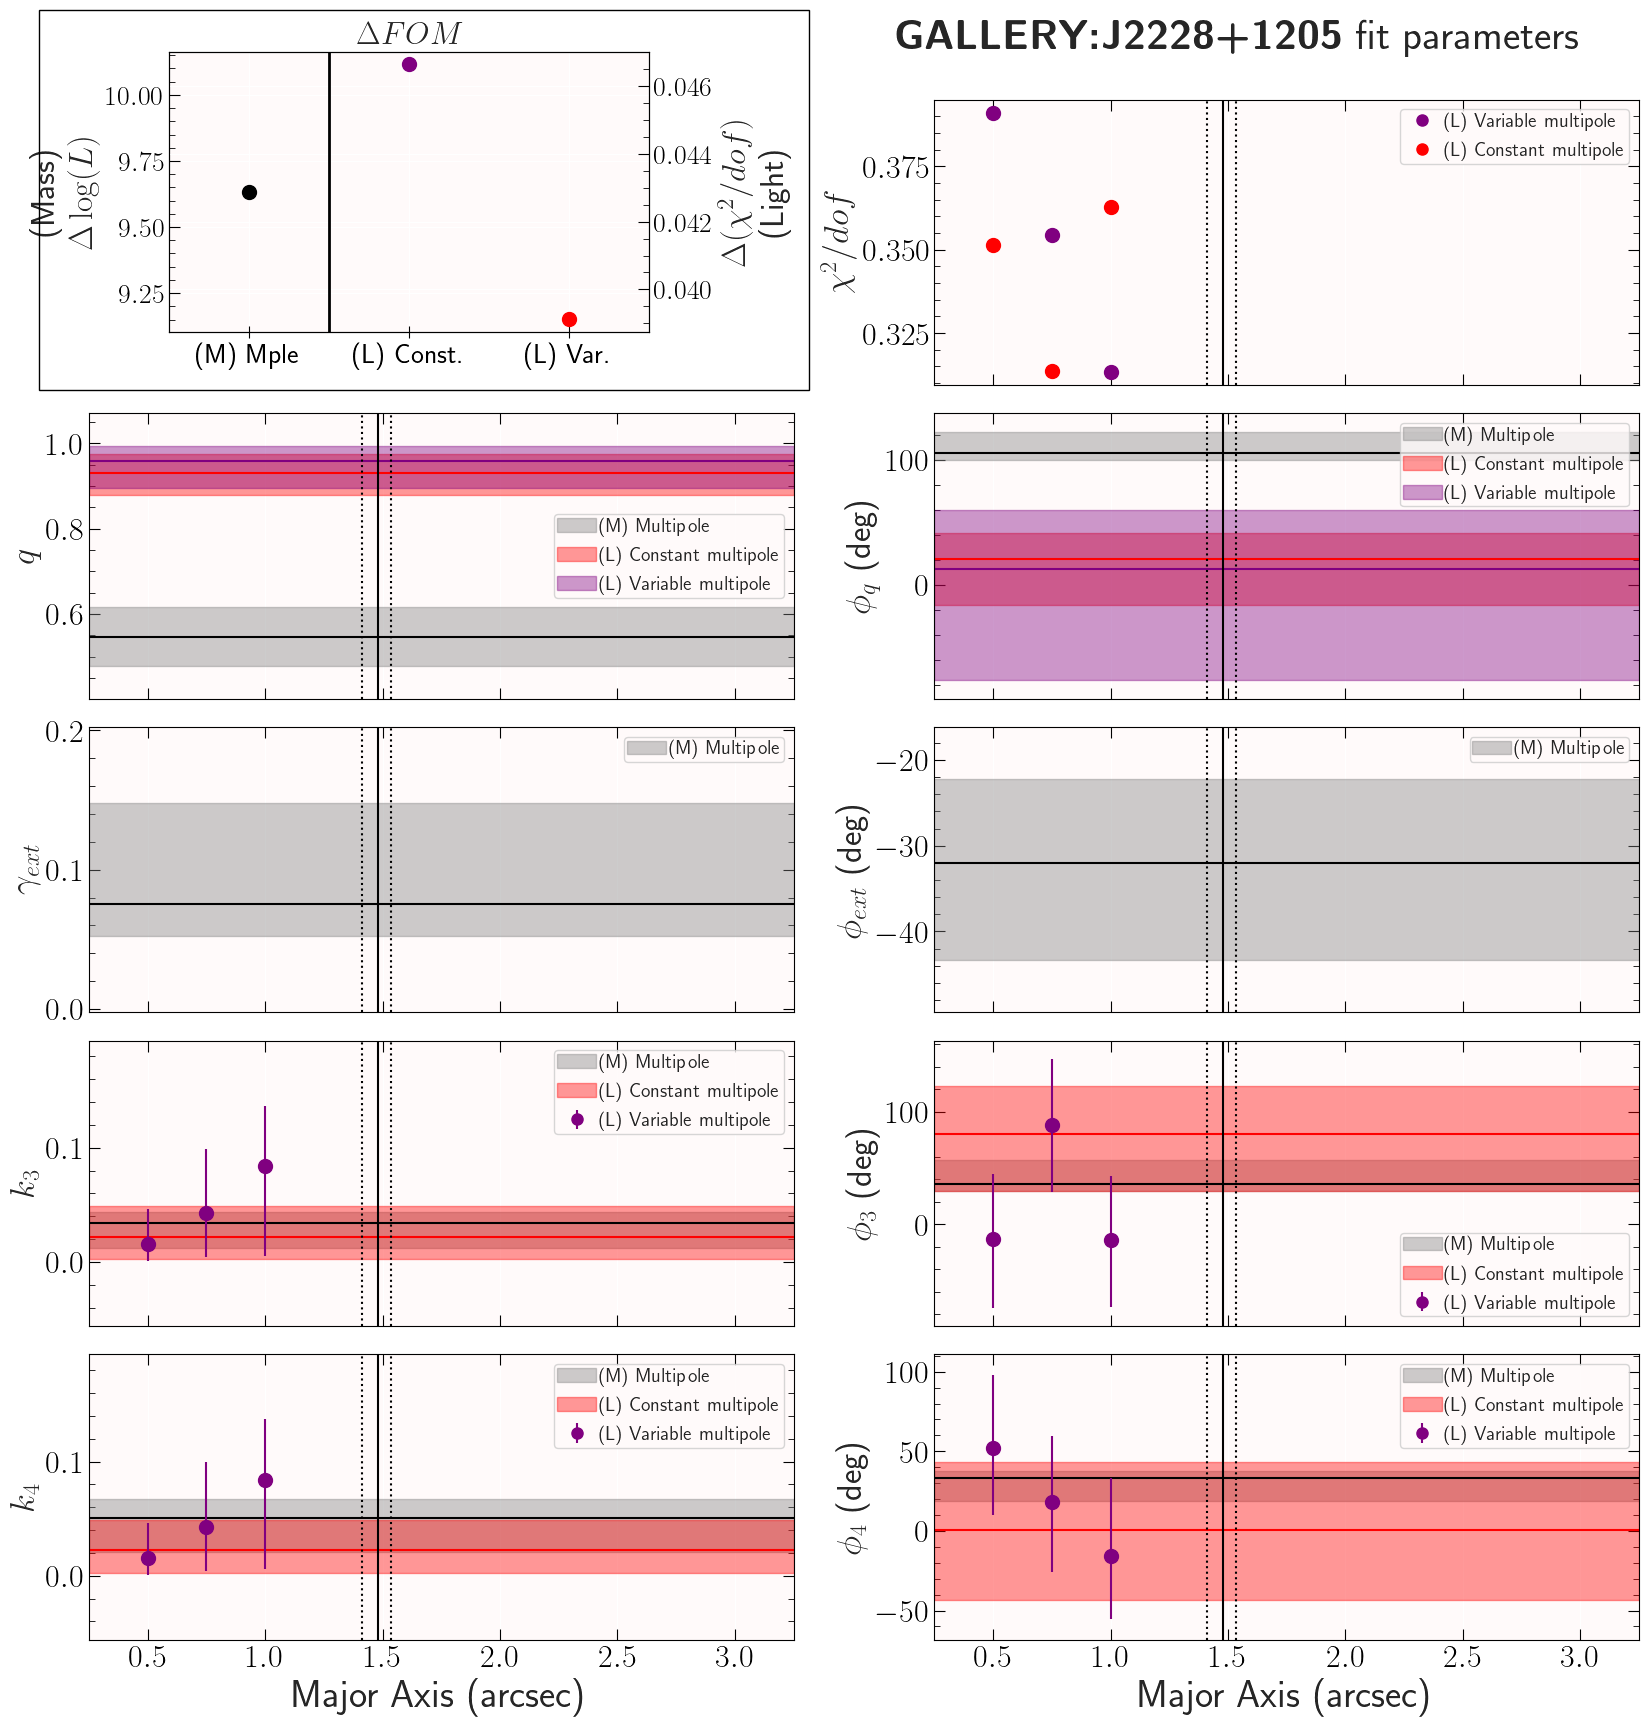 ΔFOM
GALLERY:J2228+1205 fit parameters
(Mass)
Δ log(L)
10.00
9.75
9.50
9.25
0.046
0.044
0.042
0.040
Δ(χ²/dof)
(Light)
(M) Mple
(L) Const.
(L) Var.
χ²/dof
0.375
0.350
0.325
(L) Variable multipole
(L) Constant multipole
q
1.0
0.8
0.6
(M) Multipole
(L) Constant multipole
(L) Variable multipole
ϕ_q (deg)
100
0
(M) Multipole
(L) Constant multipole
(L) Variable multipole
γ_ext
0.2
0.1
0.0
(M) Multipole
ϕ_ext (deg)
−20
−30
−40
(M) Multipole
k₃
0.1
0.0
(M) Multipole
(L) Constant multipole
(L) Variable multipole
ϕ₃ (deg)
100
0
(M) Multipole
(L) Constant multipole
(L) Variable multipole
k₄
0.1
0.0
(M) Multipole
(L) Constant multipole
(L) Variable multipole
0.5 1.0 1.5 2.0 2.5 3.0
Major Axis (arcsec)
ϕ₄ (deg)
100
50
0
−50
(M) Multipole
(L) Constant multipole
(L) Variable multipole
0.5 1.0 1.5 2.0 2.5 3.0
Major Axis (arcsec)